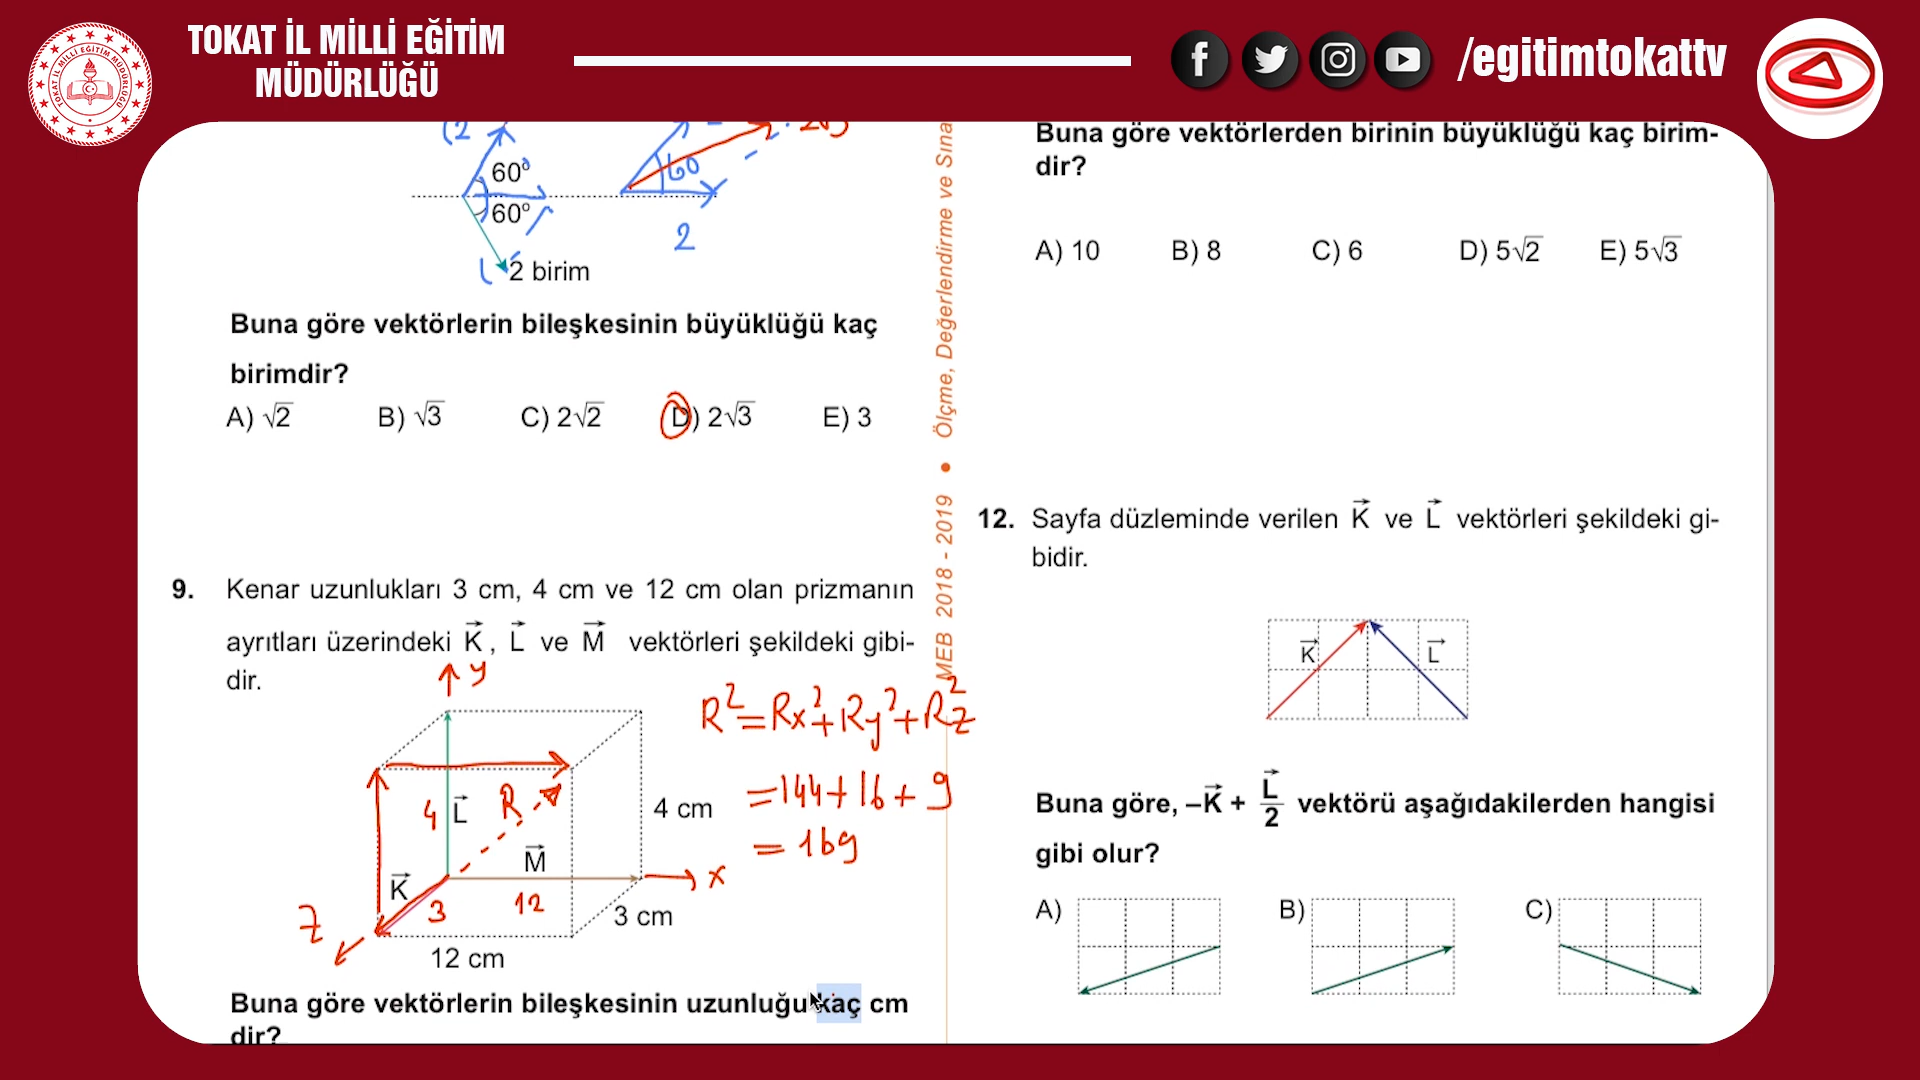 TOKAT İL MİLLİ EĞİTİM
MÜDÜRLÜĞÜ
/egitimtokattv
60°
60°
2 birim
60
2
Buna göre vektörlerin bileşkesinin büyüklüğü kaç
birimdir?
A) √2 B) √3 C) 2√2 D) 2√3 E) 3
9. Kenar uzunlukları 3 cm, 4 cm ve 12 cm olan prizmanın
ayrıtları üzerindeki K⃗, L⃗ ve M⃗ vektörleri şekildeki gibi-
dir.
y
4 L⃗ R
4 cm
M⃗
K⃗
x
3 12
z
3 cm
12 cm
R²=Rx²+Ry²+Rz²
=144+16+9
=169
Buna göre vektörlerin bileşkesinin uzunluğu kaç cm
dir?
MEB 2018 - 2019 • Ölçme, Değerlendirme ve Sına
Buna göre vektörlerden birinin büyüklüğü kaç birim-
dir?
A) 10 B) 8 C) 6 D) 5√2 E) 5√3
12. Sayfa düzleminde verilen K⃗ ve L⃗ vektörleri şekildeki gi-
bidir.
K⃗ L⃗
Buna göre, –K⃗ + L⃗/2 vektörü aşağıdakilerden hangisi
gibi olur?
A) B) C)